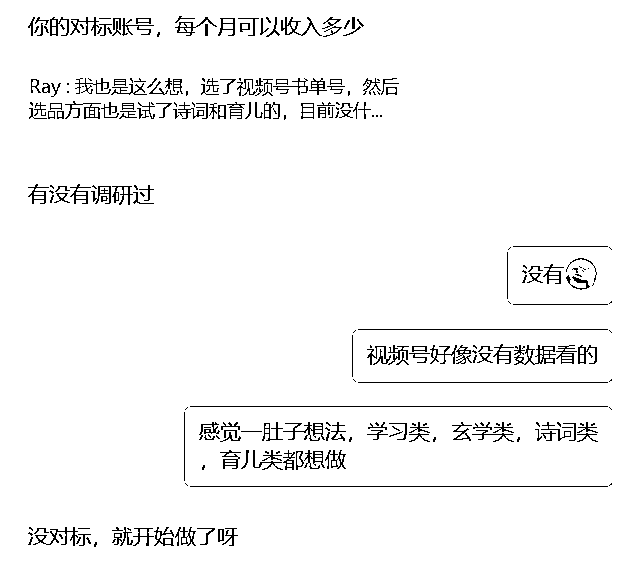 你的对标账号，每个月可以收入多少
Ray : 我也是这么想，选了视频号书单号，然后
选品方面也是试了诗词和育儿的，目前没什...
有没有调研过
没有
视频号好像没有数据看的
感觉一肚子想法，学习类，玄学类，诗词类
，育儿类都想做
没对标，就开始做了呀